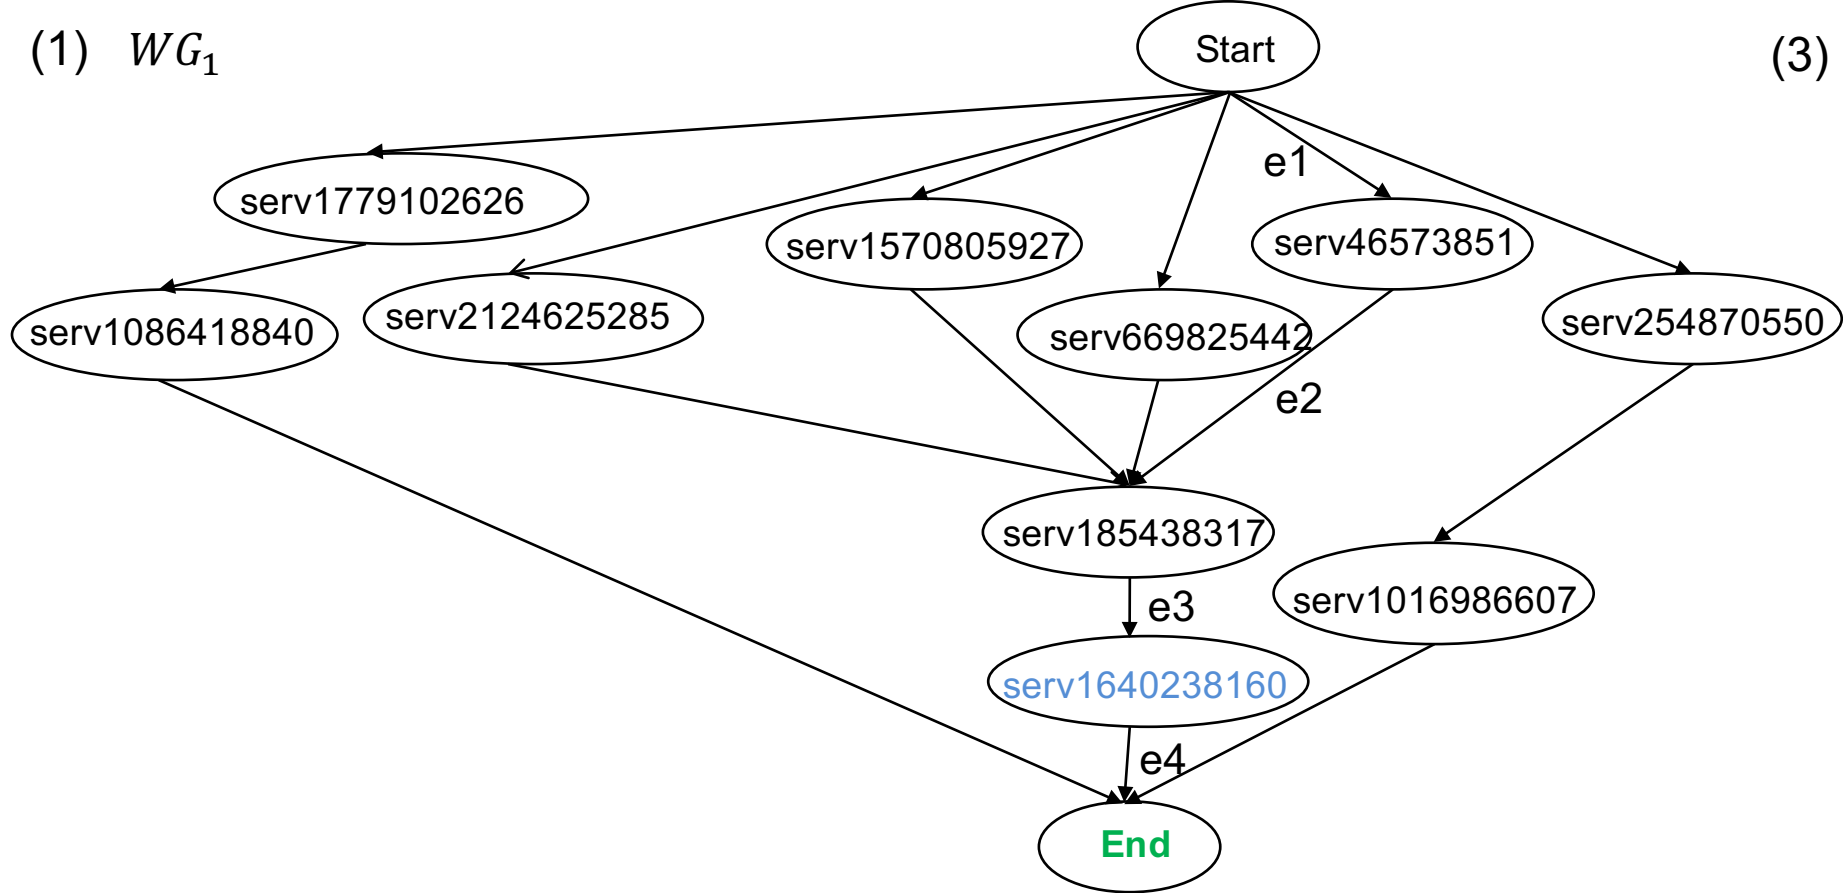 (1) WG₁
Start
(3)
e1
serv1779102626
serv1570805927
serv46573851
serv1086418840
serv2124625285
serv669825442
serv254870550
e2
serv185438317
e3
serv1016986607
serv1640238160
e4
End